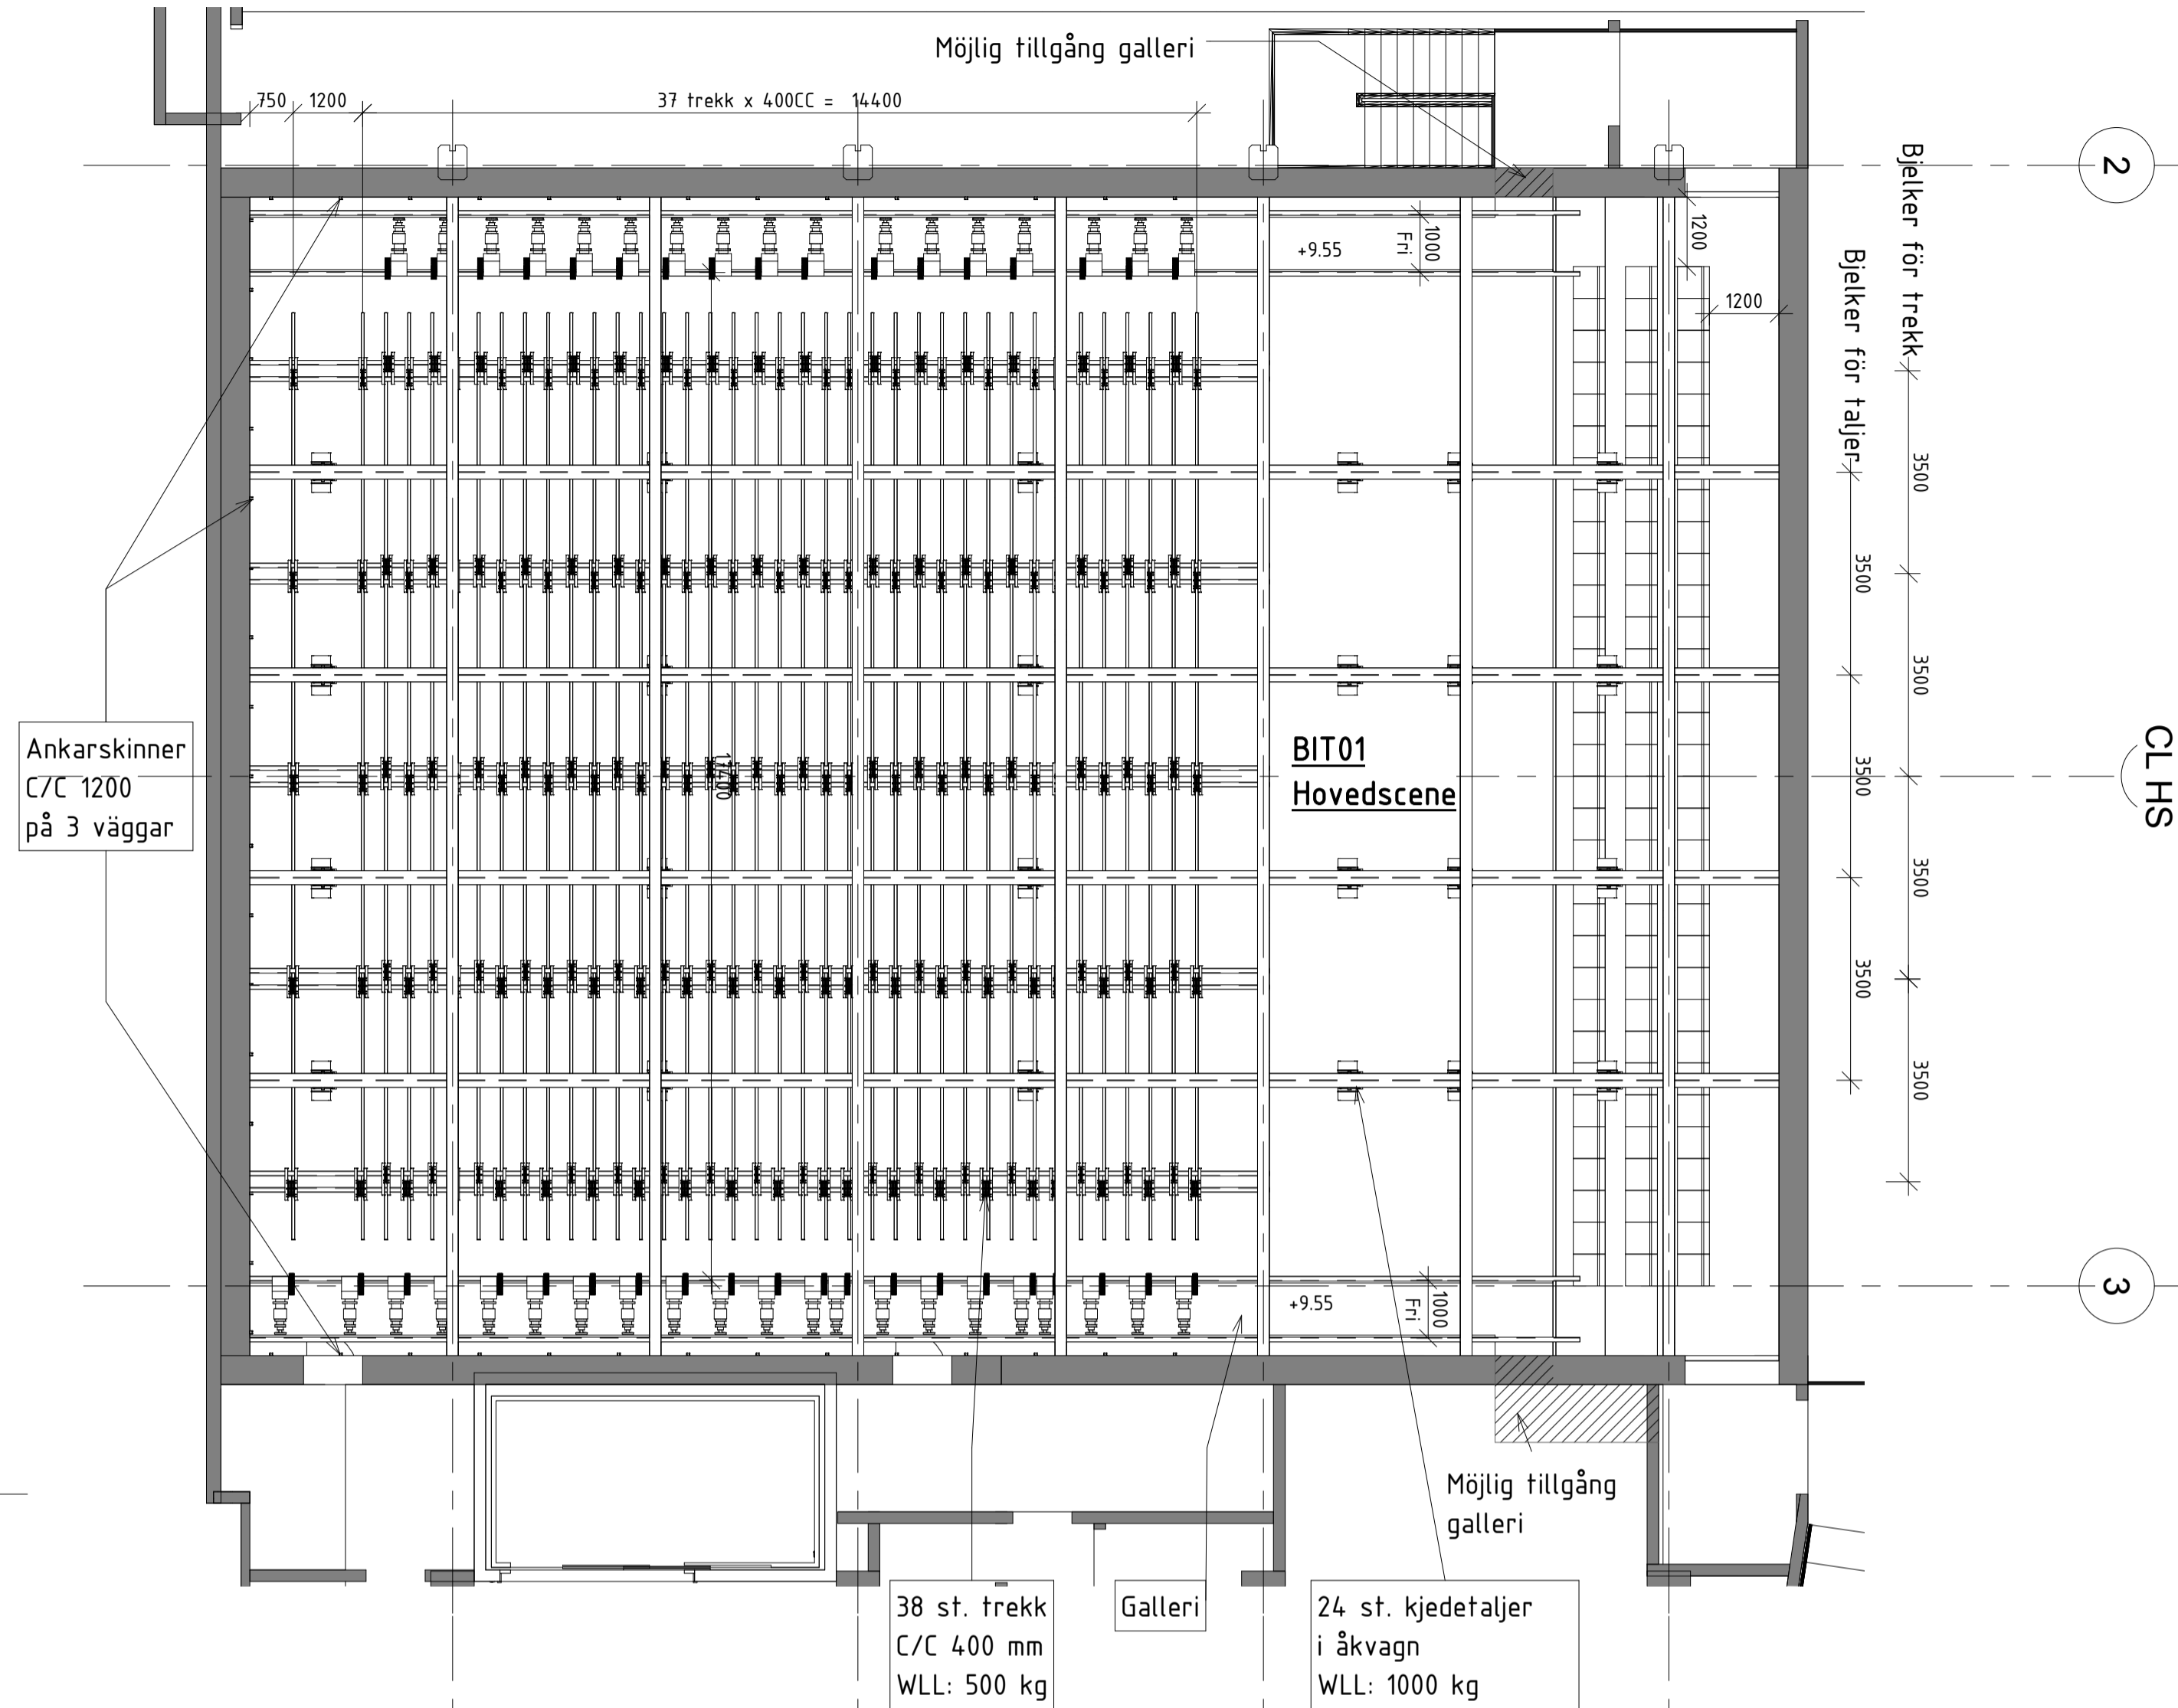 Möjlig tillgång galleri
750
1200
37 trekk x 400CC = 14400
2
Bjelker för trekk
Bjelker för taljer
1000
Fri
+9.55
1200
1200
3500
3500
3500
3500
3500
3500
3500
CL HS
Ankarskinner
C/C 1200
på 3 väggar
17400
BIT01
Hovedscene
+9.55
1000
Fri
3
Möjlig tillgång
galleri
38 st. trekk
C/C 400 mm
WLL: 500 kg
Galleri
24 st. kjedetaljer
i åkvagn
WLL: 1000 kg